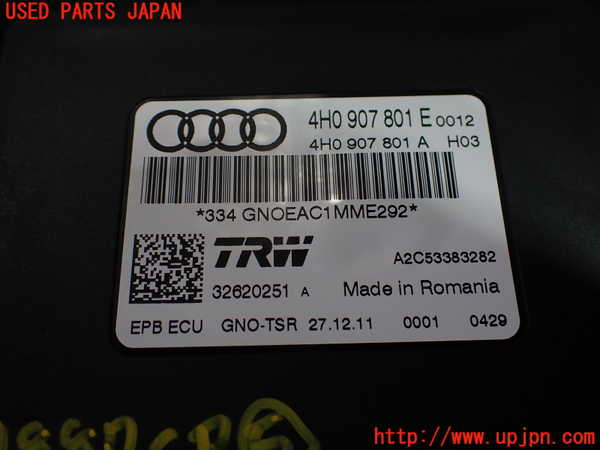 USED PARTS JAPAN
4H0 907 801 E 0012
4H0 907 801 A H03
*334 GNOEAC1MME292*
TRW A2C53383282
32620251 A Made in Romania
EPB ECU GNO-TSR 27.12.11 0001 0429
https://www.upjpn.com/